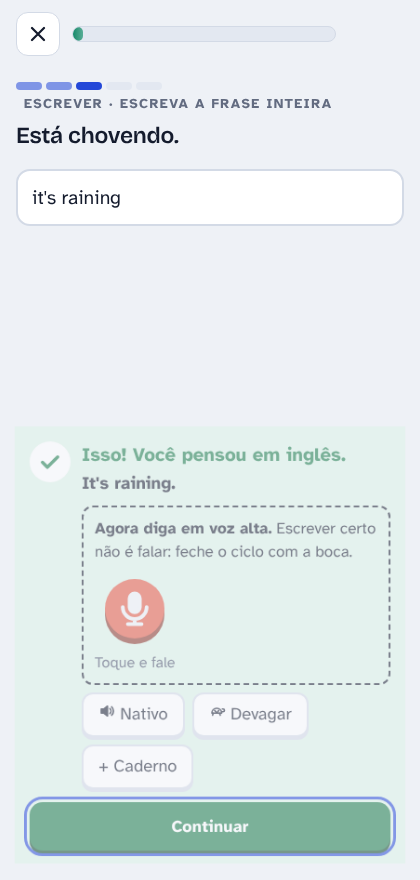 ESCREVER · ESCREVA A FRASE INTEIRA
Está chovendo.
it's raining
Isso! Você pensou em inglês.
It's raining.
Agora diga em voz alta. Escrever certo
não é falar: feche o ciclo com a boca.
Toque e fale
Nativo
Devagar
+ Caderno
Continuar